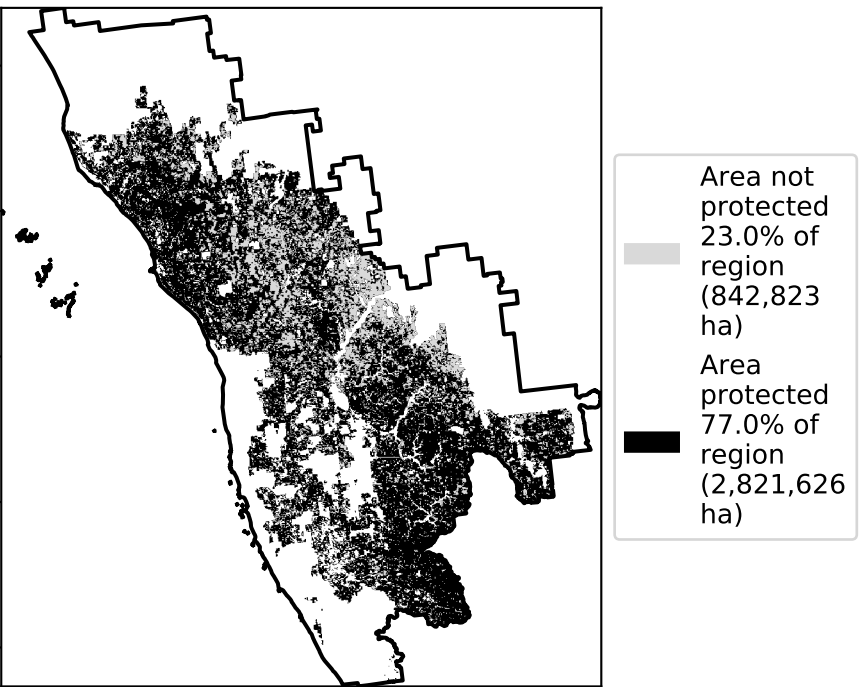 Area not
protected
23.0% of
region
(842,823
ha)
Area
protected
77.0% of
region
(2,821,626
ha)